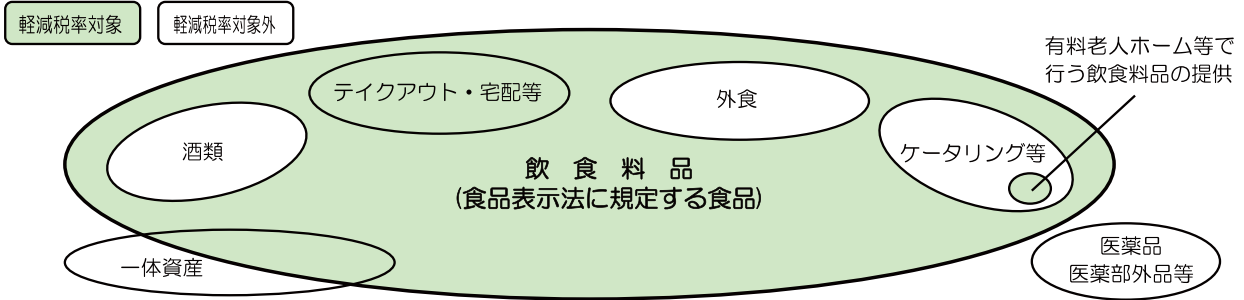 軽減税率対象
軽減税率対象外
有料老人ホーム等で
行う飲食料品の提供
テイクアウト・宅配等
外食
酒類
ケータリング等
飲 食 料 品
(食品表示法に規定する食品)
一体資産
医薬品
医薬部外品等